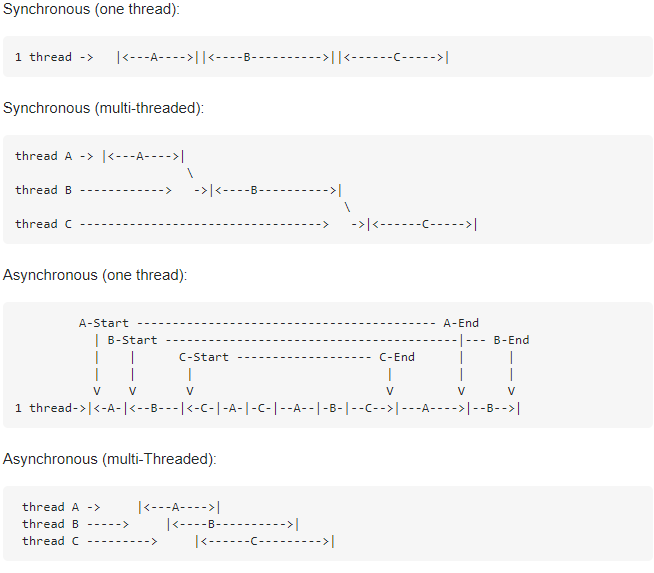 Synchronous (one thread):
1 thread ->   |<---A---->||<----B---------->||<------C----->|
Synchronous (multi-threaded):
thread A -> |<---A---->|
                        \
thread B ------------>   ->|<----B---------->|
                                              \
thread C ---------------------------------->   ->|<------C----->|
Asynchronous (one thread):
         A-Start ------------------------------------------ A-End
           | B-Start -----------------------------------------|--- B-End
           |    |      C-Start ------------------- C-End      |      |
           |    |       |                           |         |      |
           V    V       V                           V         V      V
1 thread->|<-A-|<--B---|<-C-|-A-|-C-|--A--|-B-|--C-->|---A---->|--B-->|
Asynchronous (multi-Threaded):
 thread A ->     |<---A---->|
 thread B ----->     |<----B---------->|
 thread C --------->     |<------C--------->|